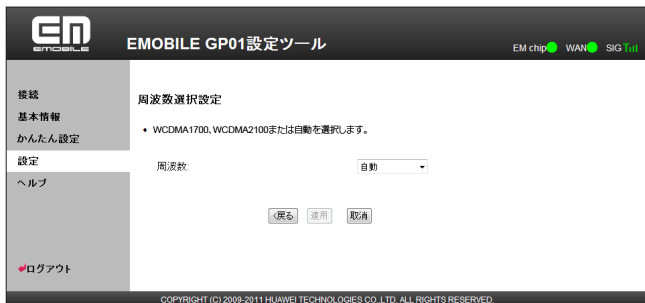 EM
EMOBILE
EMOBILE GP01設定ツール
EM chip WAN SIG
接続
基本情報
かんたん設定
設定
ヘルプ
ログアウト
周波数選択設定
• WCDMA1700、WCDMA2100または自動を選択します。
周波数: 自動
<戻る 適用 取消
COPYRIGHT (C) 2009-2011 HUAWEI TECHNOLOGIES CO.,LTD. ALL RIGHTS RESERVED.